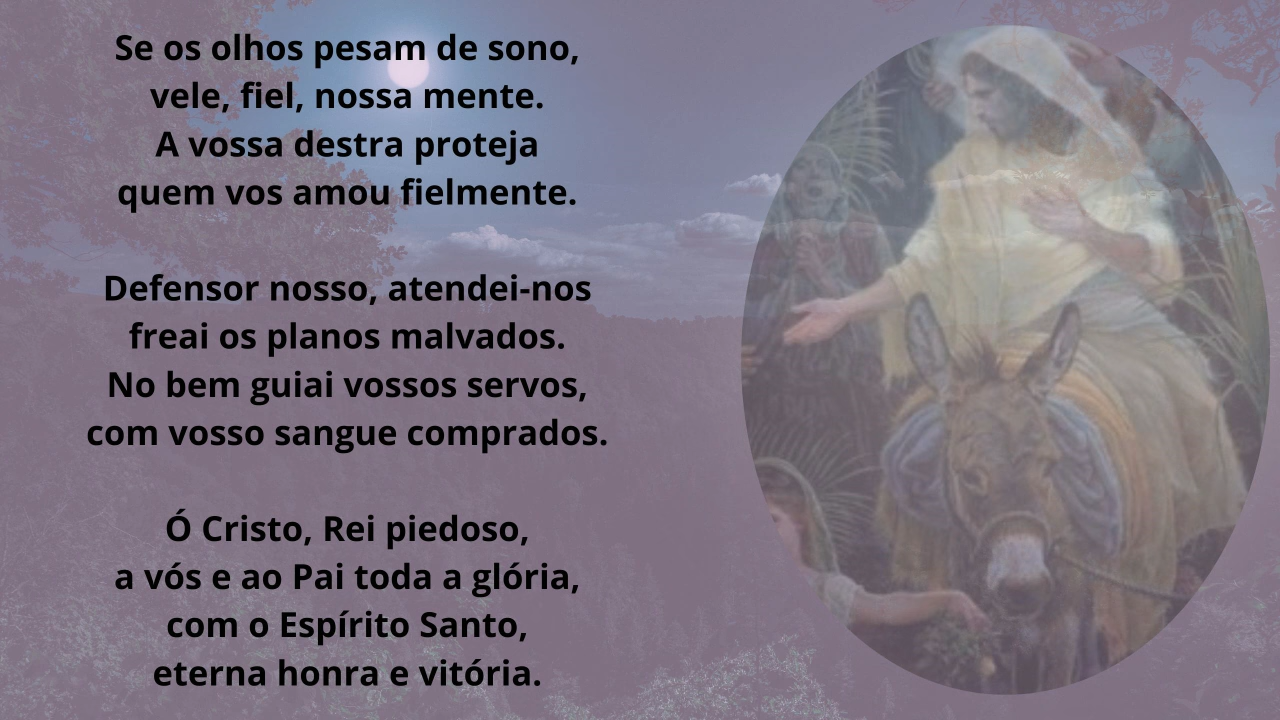 Se os olhos pesam de sono,
vele, fiel, nossa mente.
A vossa destra proteja
quem vos amou fielmente.
Defensor nosso, atendei-nos
freai os planos malvados.
No bem guiai vossos servos,
com vosso sangue comprados.
Ó Cristo, Rei piedoso,
a vós e ao Pai toda a glória,
com o Espírito Santo,
eterna honra e vitória.